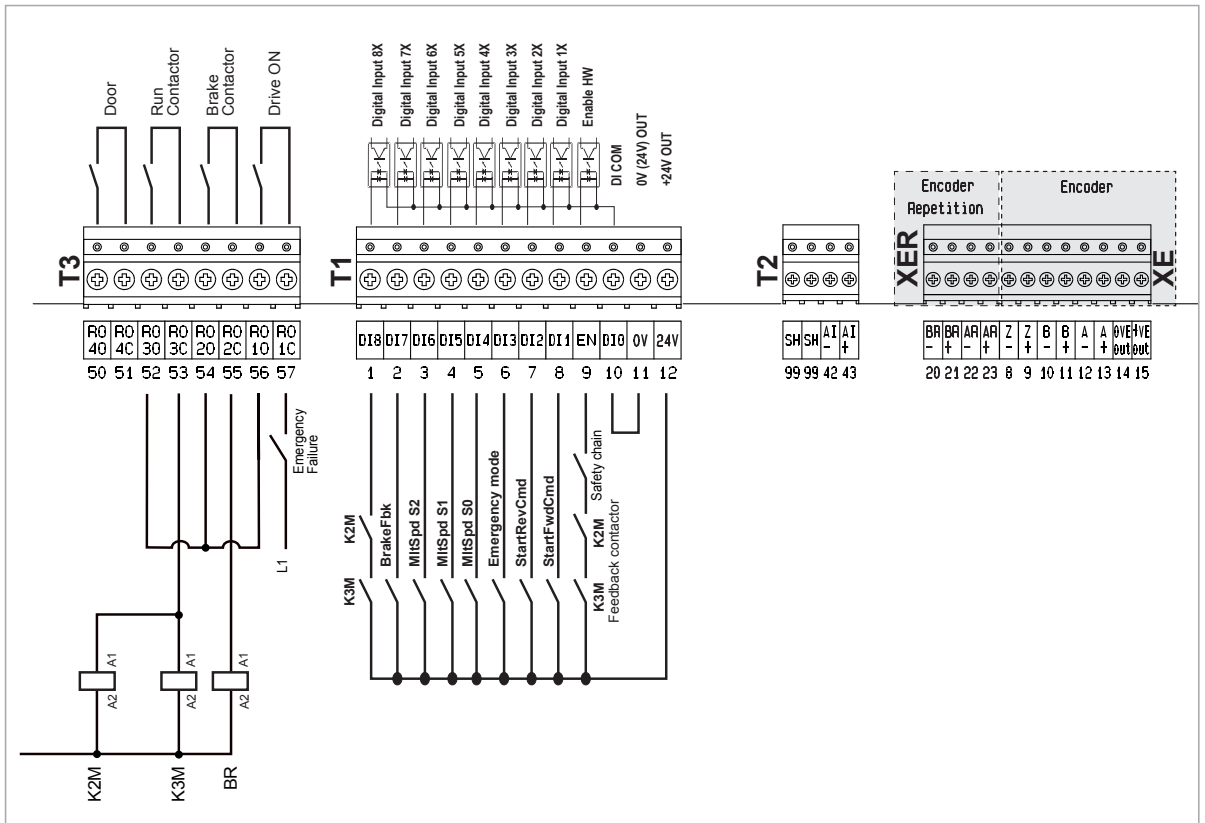 Door
Run
Contactor
Brake
Contactor
Drive ON
Digital Input 8X
Digital Input 7X
Digital Input 6X
Digital Input 5X
Digital Input 4X
Digital Input 3X
Digital Input 2X
Digital Input 1X
Enable HW
DI COM
0V (24V) OUT
+24V OUT
Encoder
Repetition
Encoder
T3
T1
T2
XER
XE
RO 40 RO 4C RO 30 RO 3C RO 20 RO 2C RO 10 RO 1C
50 51 52 53 54 55 56 57
DI8 DI7 DI6 DI5 DI4 DI3 DI2 DI1 EN DI0 0V 24V
1 2 3 4 5 6 7 8 9 10 11 12
SH SH AI - AI +
99 99 42 43
BR - BR + AR - AR + Z - Z + B - B + A - A + 0VE out +VE out
20 21 22 23 8 9 10 11 12 13 14 15
Emergency
Failure
L1
K2M
K3M
BrakeFbk
MltSpd S2
MltSpd S1
MltSpd S0
Emergency mode
StartRevCmd
StartFwdCmd
Safety chain
K2M
K3M
Feedback contactor
A1
A2
A1
A2
A1
A2
K2M
K3M
BR